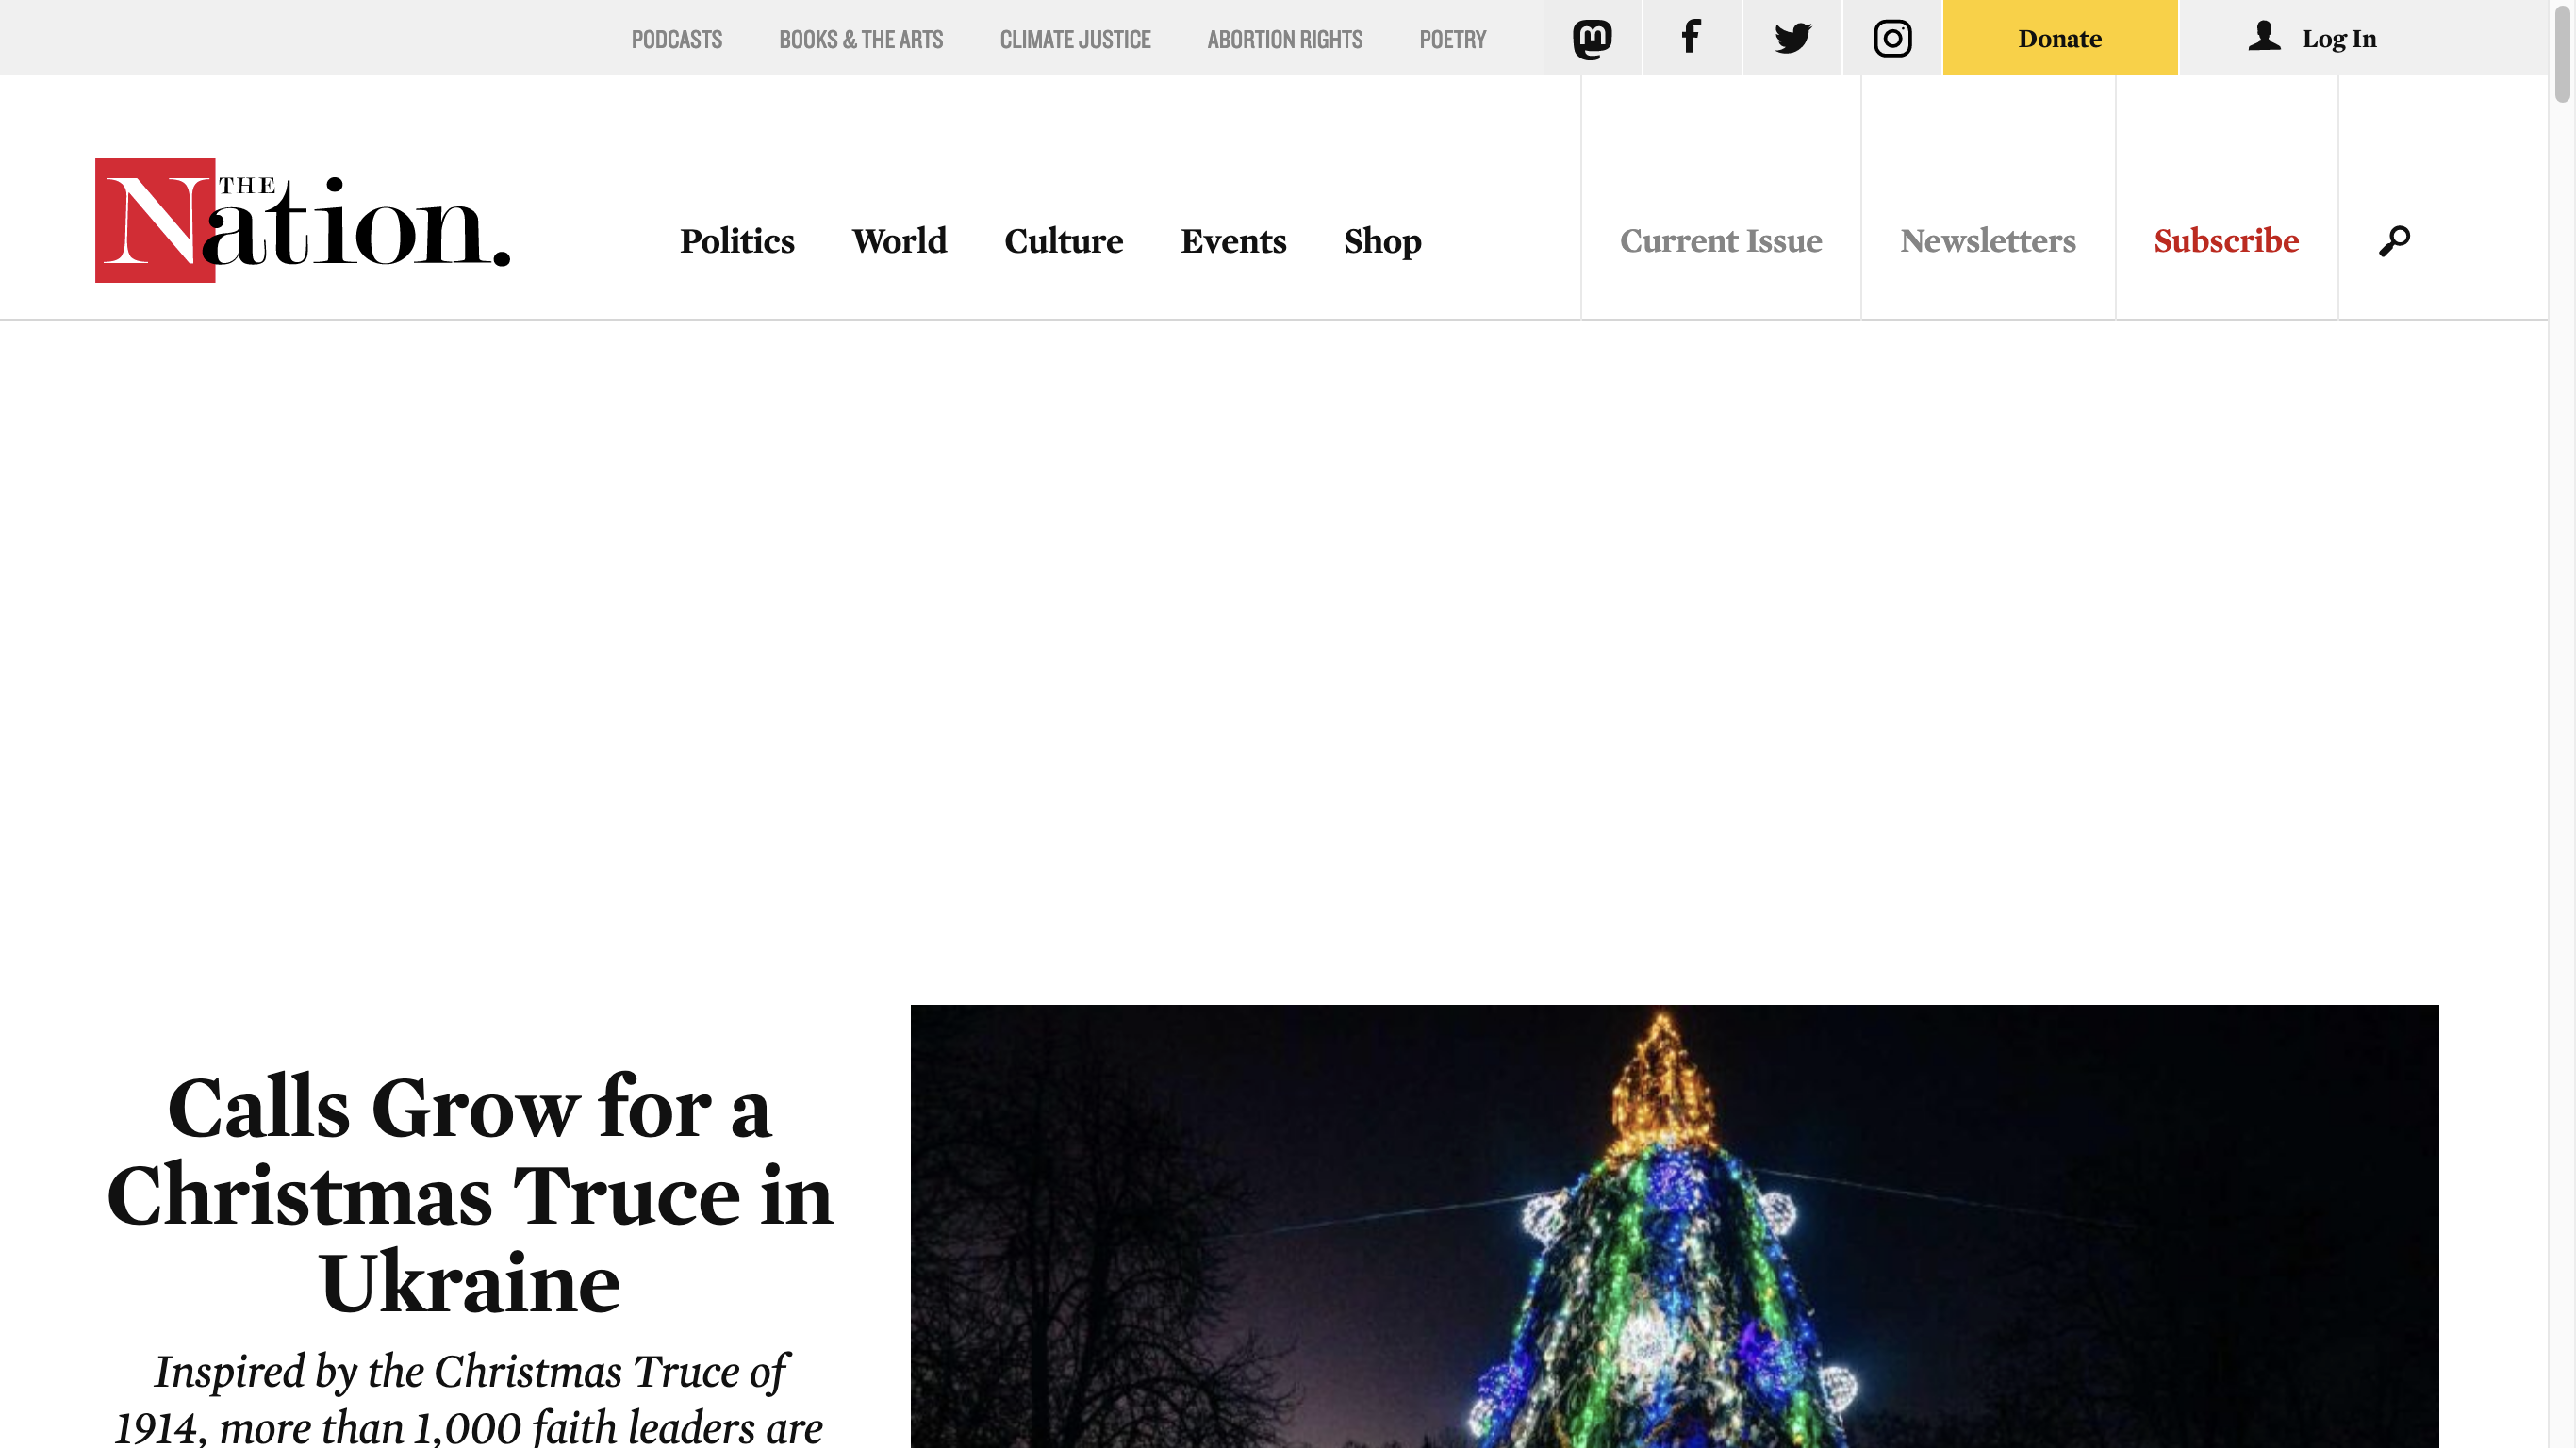 PODCASTS BOOKS & THE ARTS CLIMATE JUSTICE ABORTION RIGHTS POETRY Donate Log In
THE Nation.
Politics World Culture Events Shop Current Issue Newsletters Subscribe
Calls Grow for a
Christmas Truce in
Ukraine
Inspired by the Christmas Truce of
1914, more than 1,000 faith leaders are